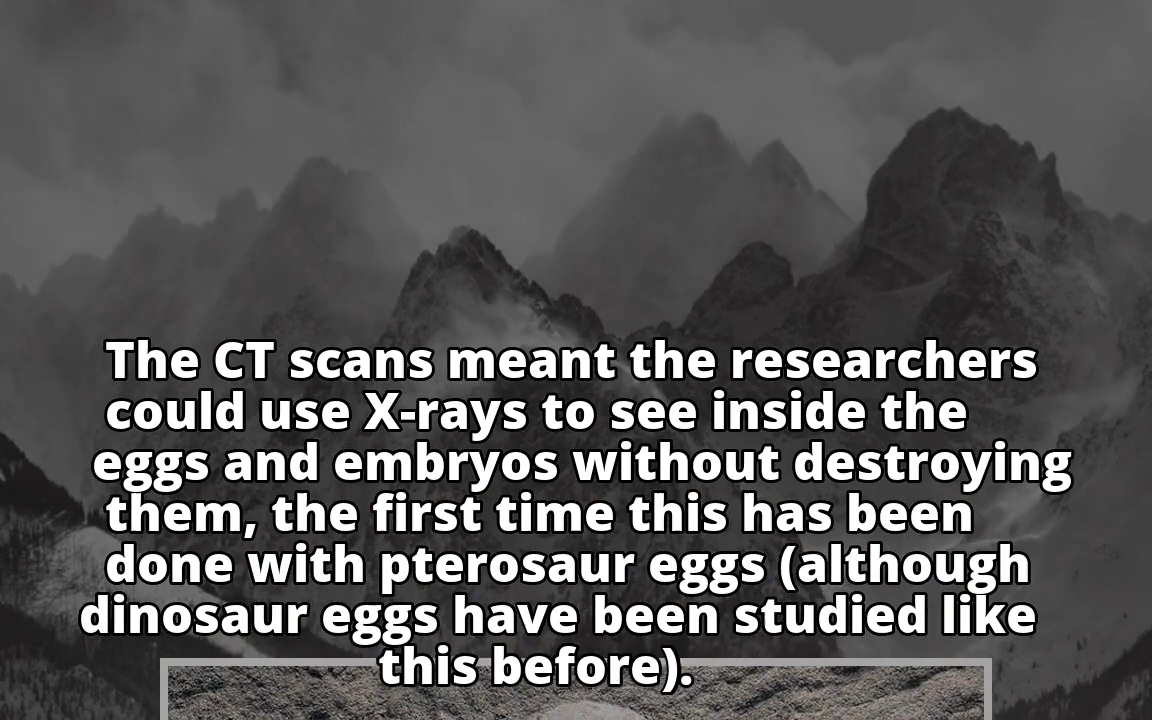 The CT scans meant the researchers
could use X-rays to see inside the
eggs and embryos without destroying
them, the first time this has been
done with pterosaur eggs (although
dinosaur eggs have been studied like
this before).